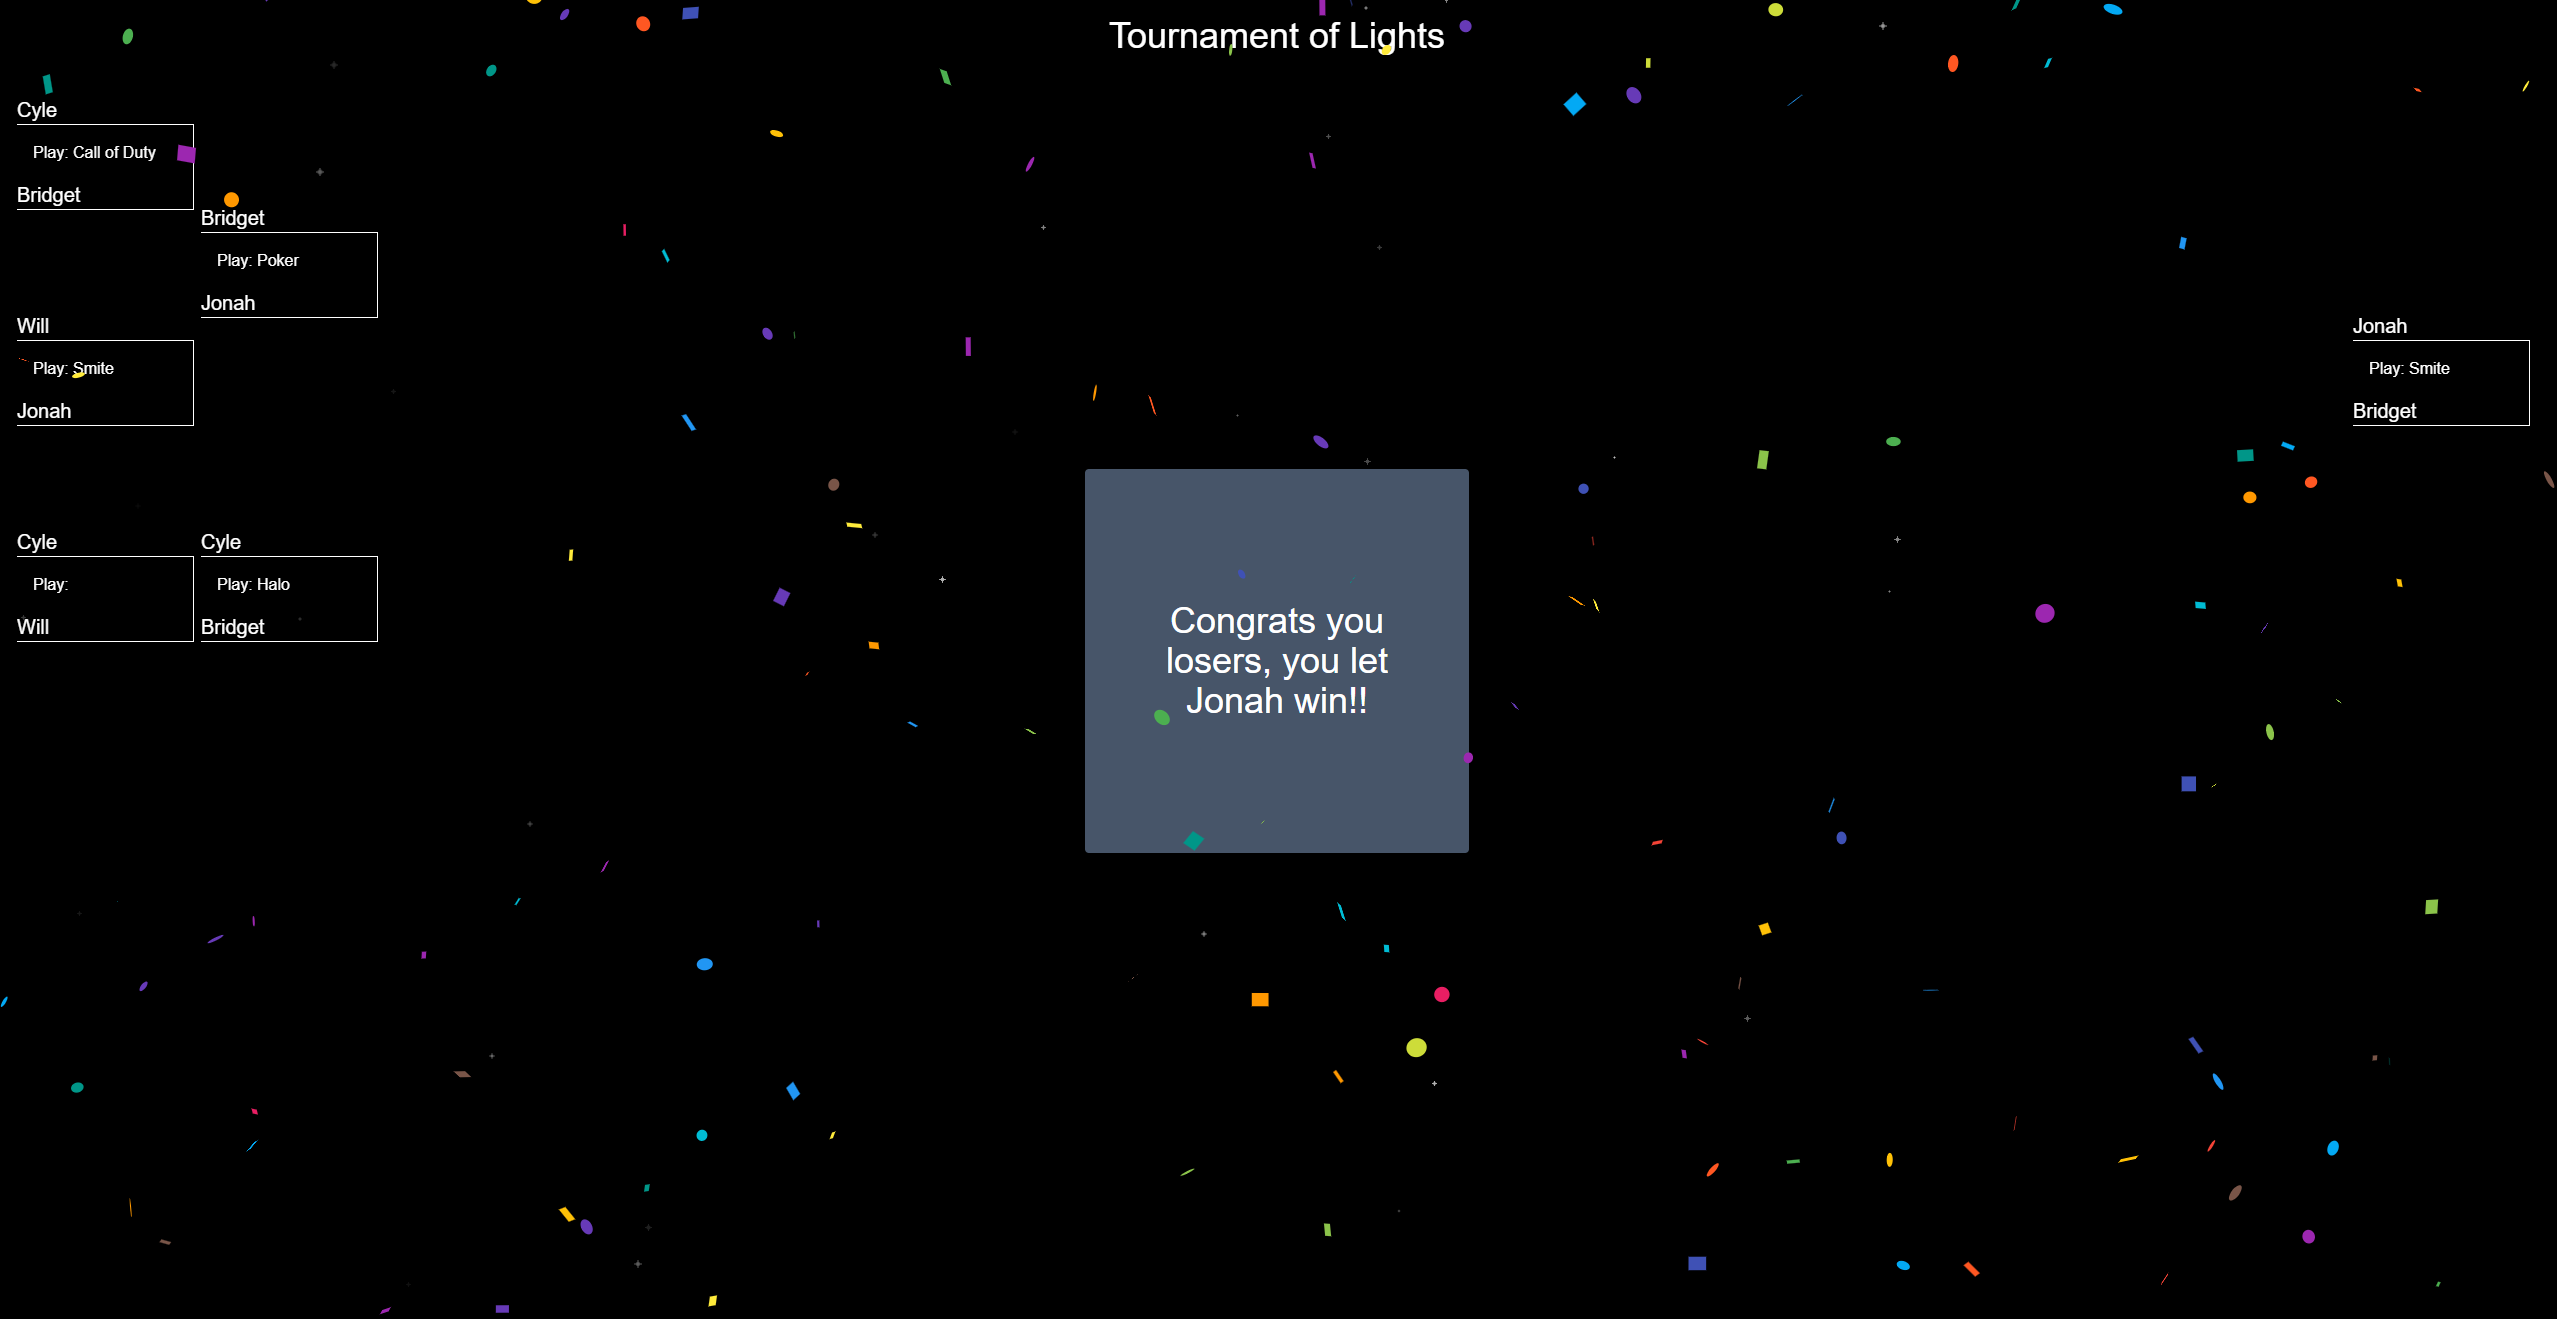 Tournament of Lights
Cyle
Play: Call of Duty
Bridget
Bridget
Play: Poker
Jonah
Will
Play: Smite
Jonah
Jonah
Play: Smite
Bridget
Cyle
Play:
Will
Cyle
Play: Halo
Bridget
Congrats you
losers, you let
Jonah win!!